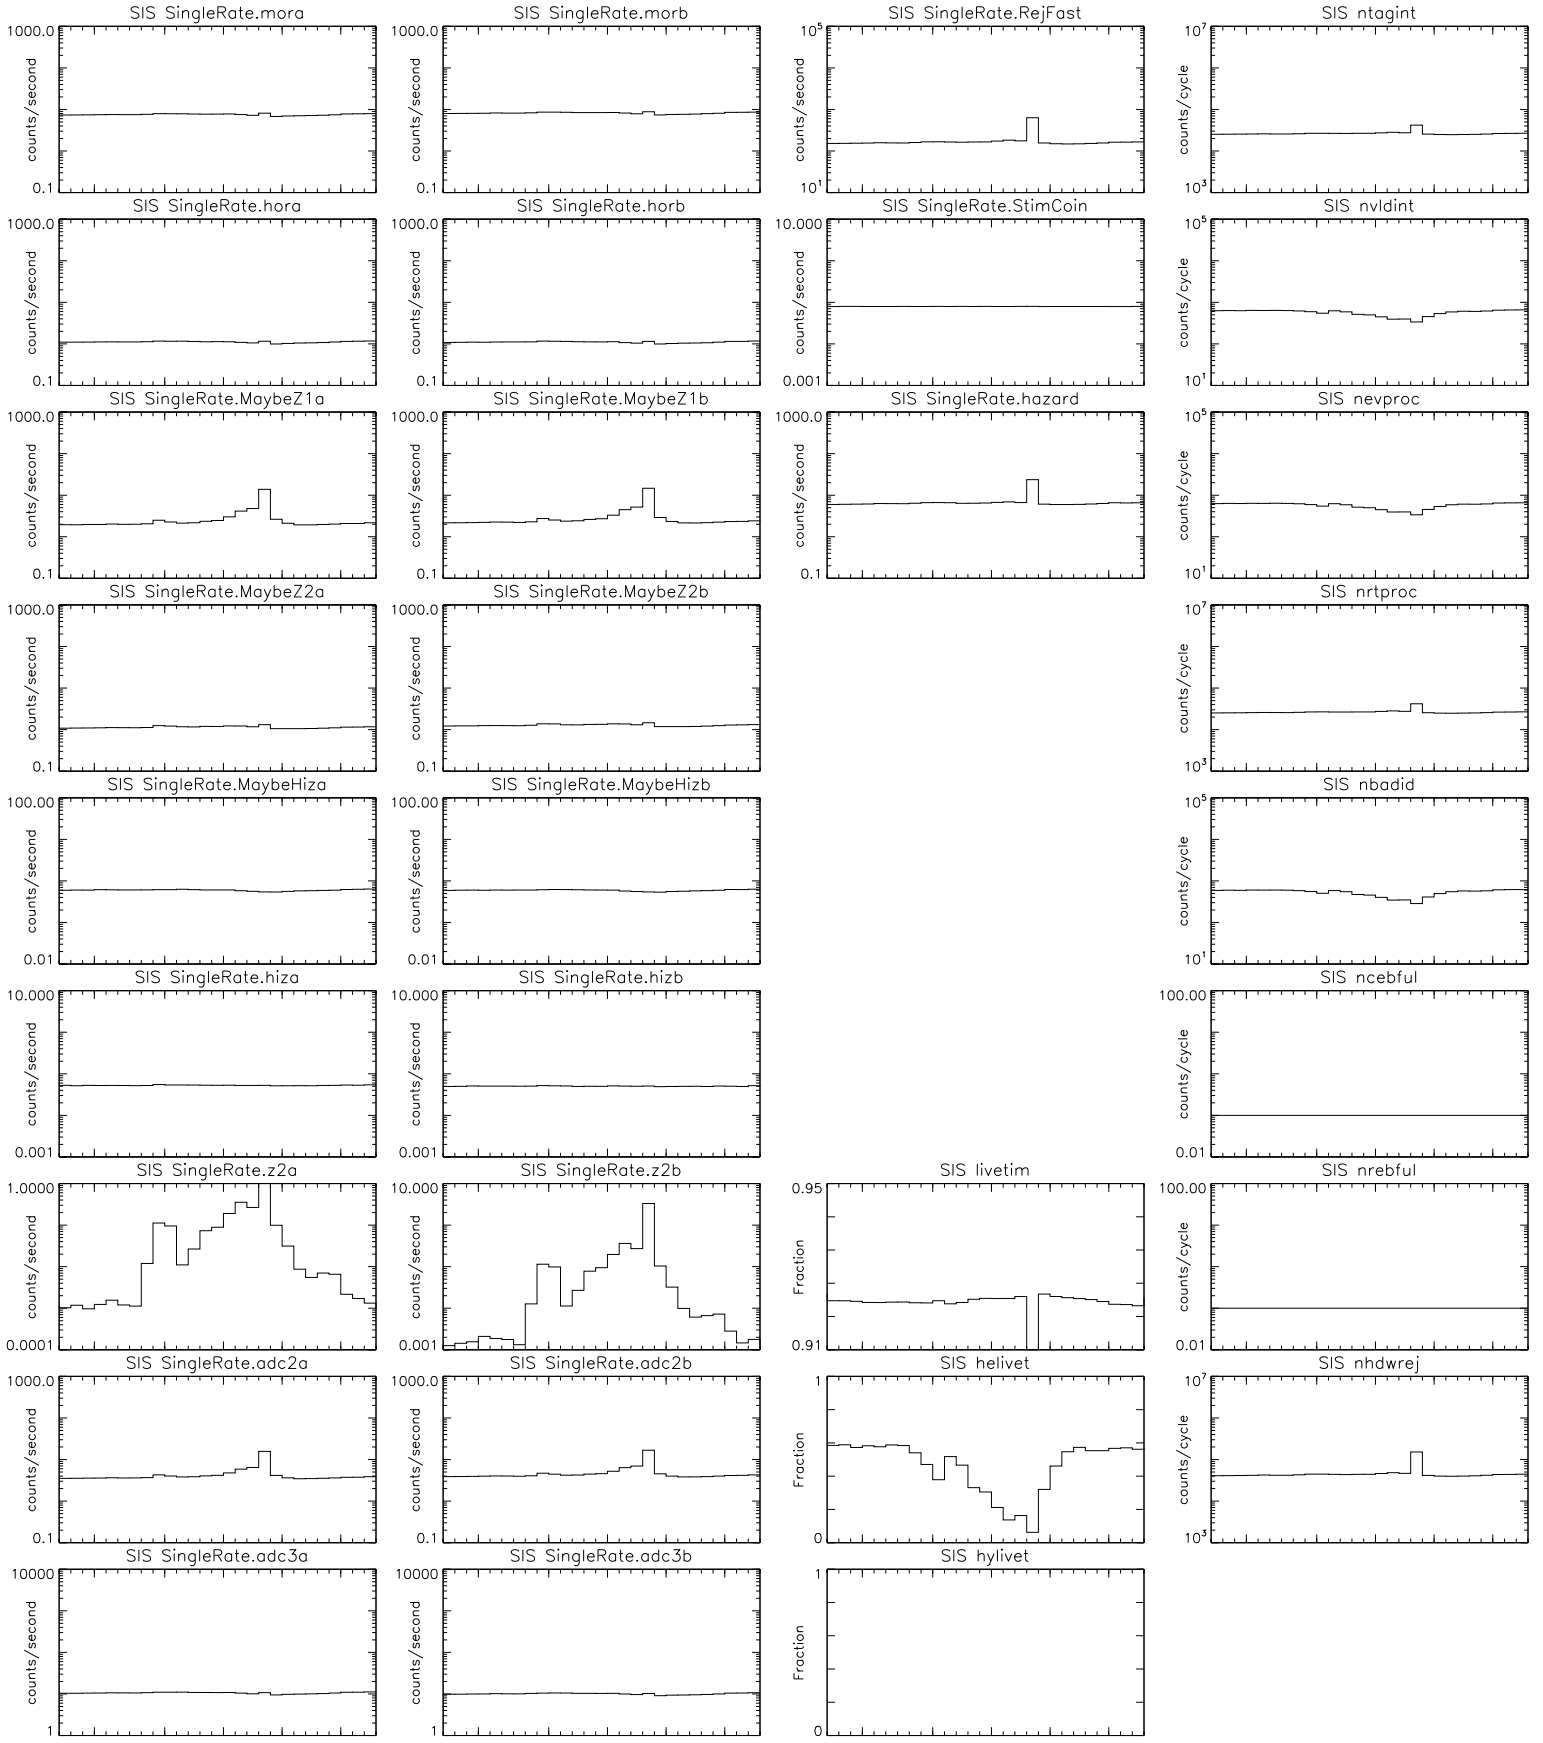 SIS SingleRate.mora
1000.0
counts/second
0.1
SIS SingleRate.morb
1000.0
counts/second
0.1
SIS SingleRate.RejFast
10^5
counts/second
10^1
SIS ntagint
10^7
counts/cycle
10^3
SIS SingleRate.hora
1000.0
counts/second
0.1
SIS SingleRate.horb
1000.0
counts/second
0.1
SIS SingleRate.StimCoin
10.000
counts/second
0.001
SIS nvldint
10^5
counts/cycle
10^1
SIS SingleRate.MaybeZ1a
1000.0
counts/second
0.1
SIS SingleRate.MaybeZ1b
1000.0
counts/second
0.1
SIS SingleRate.hazard
1000.0
counts/second
0.1
SIS nevproc
10^5
counts/cycle
10^1
SIS SingleRate.MaybeZ2a
1000.0
counts/second
0.1
SIS SingleRate.MaybeZ2b
1000.0
counts/second
0.1
SIS nrtproc
10^7
counts/cycle
10^3
SIS SingleRate.MaybeHiza
100.00
counts/second
0.01
SIS SingleRate.MaybeHizb
100.00
counts/second
0.01
SIS nbadid
10^5
counts/cycle
10^1
SIS SingleRate.hiza
10.000
counts/second
0.001
SIS SingleRate.hizb
10.000
counts/second
0.001
SIS ncebful
100.00
counts/cycle
0.01
SIS SingleRate.z2a
1.0000
counts/second
0.0001
SIS SingleRate.z2b
10.000
counts/second
0.001
SIS livetim
0.95
Fraction
0.91
SIS nrebful
100.00
counts/cycle
0.01
SIS SingleRate.adc2a
1000.0
counts/second
0.1
SIS SingleRate.adc2b
1000.0
counts/second
0.1
SIS helivet
1
Fraction
0
SIS nhdwrej
10^7
counts/cycle
10^3
SIS SingleRate.adc3a
10000
counts/second
1
SIS SingleRate.adc3b
10000
counts/second
1
SIS hylivet
1
Fraction
0